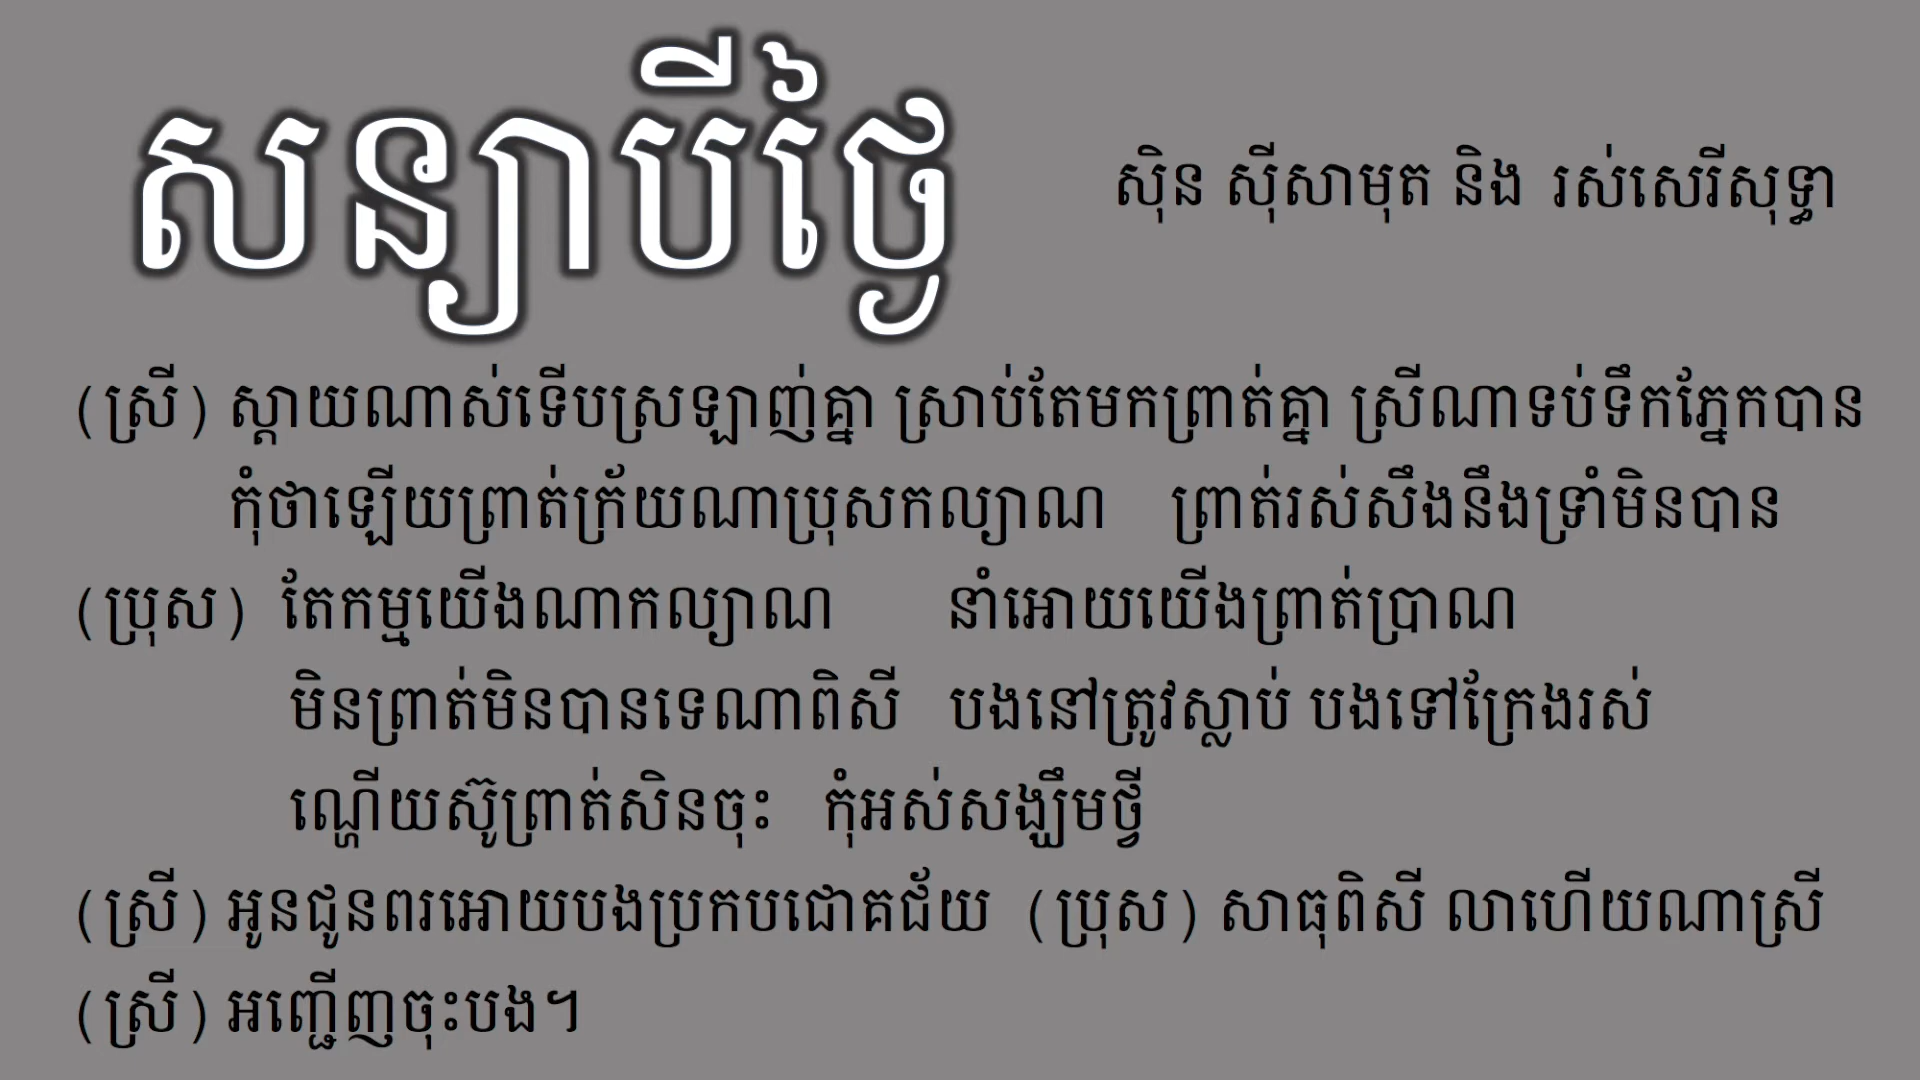 សន្យាបីថ្ងៃ
ស៊ិន ស៊ីសាមុត និង រស់សេរីសុទ្ធា
(ស្រី) ស្ដាយណាស់ទើបស្រឡាញ់គ្នា ស្រាប់តែមកព្រាត់គ្នា ស្រីណាទប់ទឹកភ្នែកបាន
កុំថាឡើយព្រាត់ក្រ័យណាប្រុសកល្យាណ ព្រាត់រស់សឹងនឹងទ្រាំមិនបាន
(ប្រុស) តែកម្មយើងណាកល្យាណ នាំអោយយើងព្រាត់ប្រាណ
មិនព្រាត់មិនបានទេណាពិសី បងនៅត្រូវស្លាប់ បងទៅក្រែងរស់
ណ្ហើយស៊ូព្រាត់សិនចុះ កុំអស់សង្ឃឹមថ្វី
(ស្រី) អូនជូនពរអោយបងប្រកបជោគជ័យ (ប្រុស) សាធុពិសី លាហើយណាស្រី
(ស្រី) អញ្ជើញចុះបង។